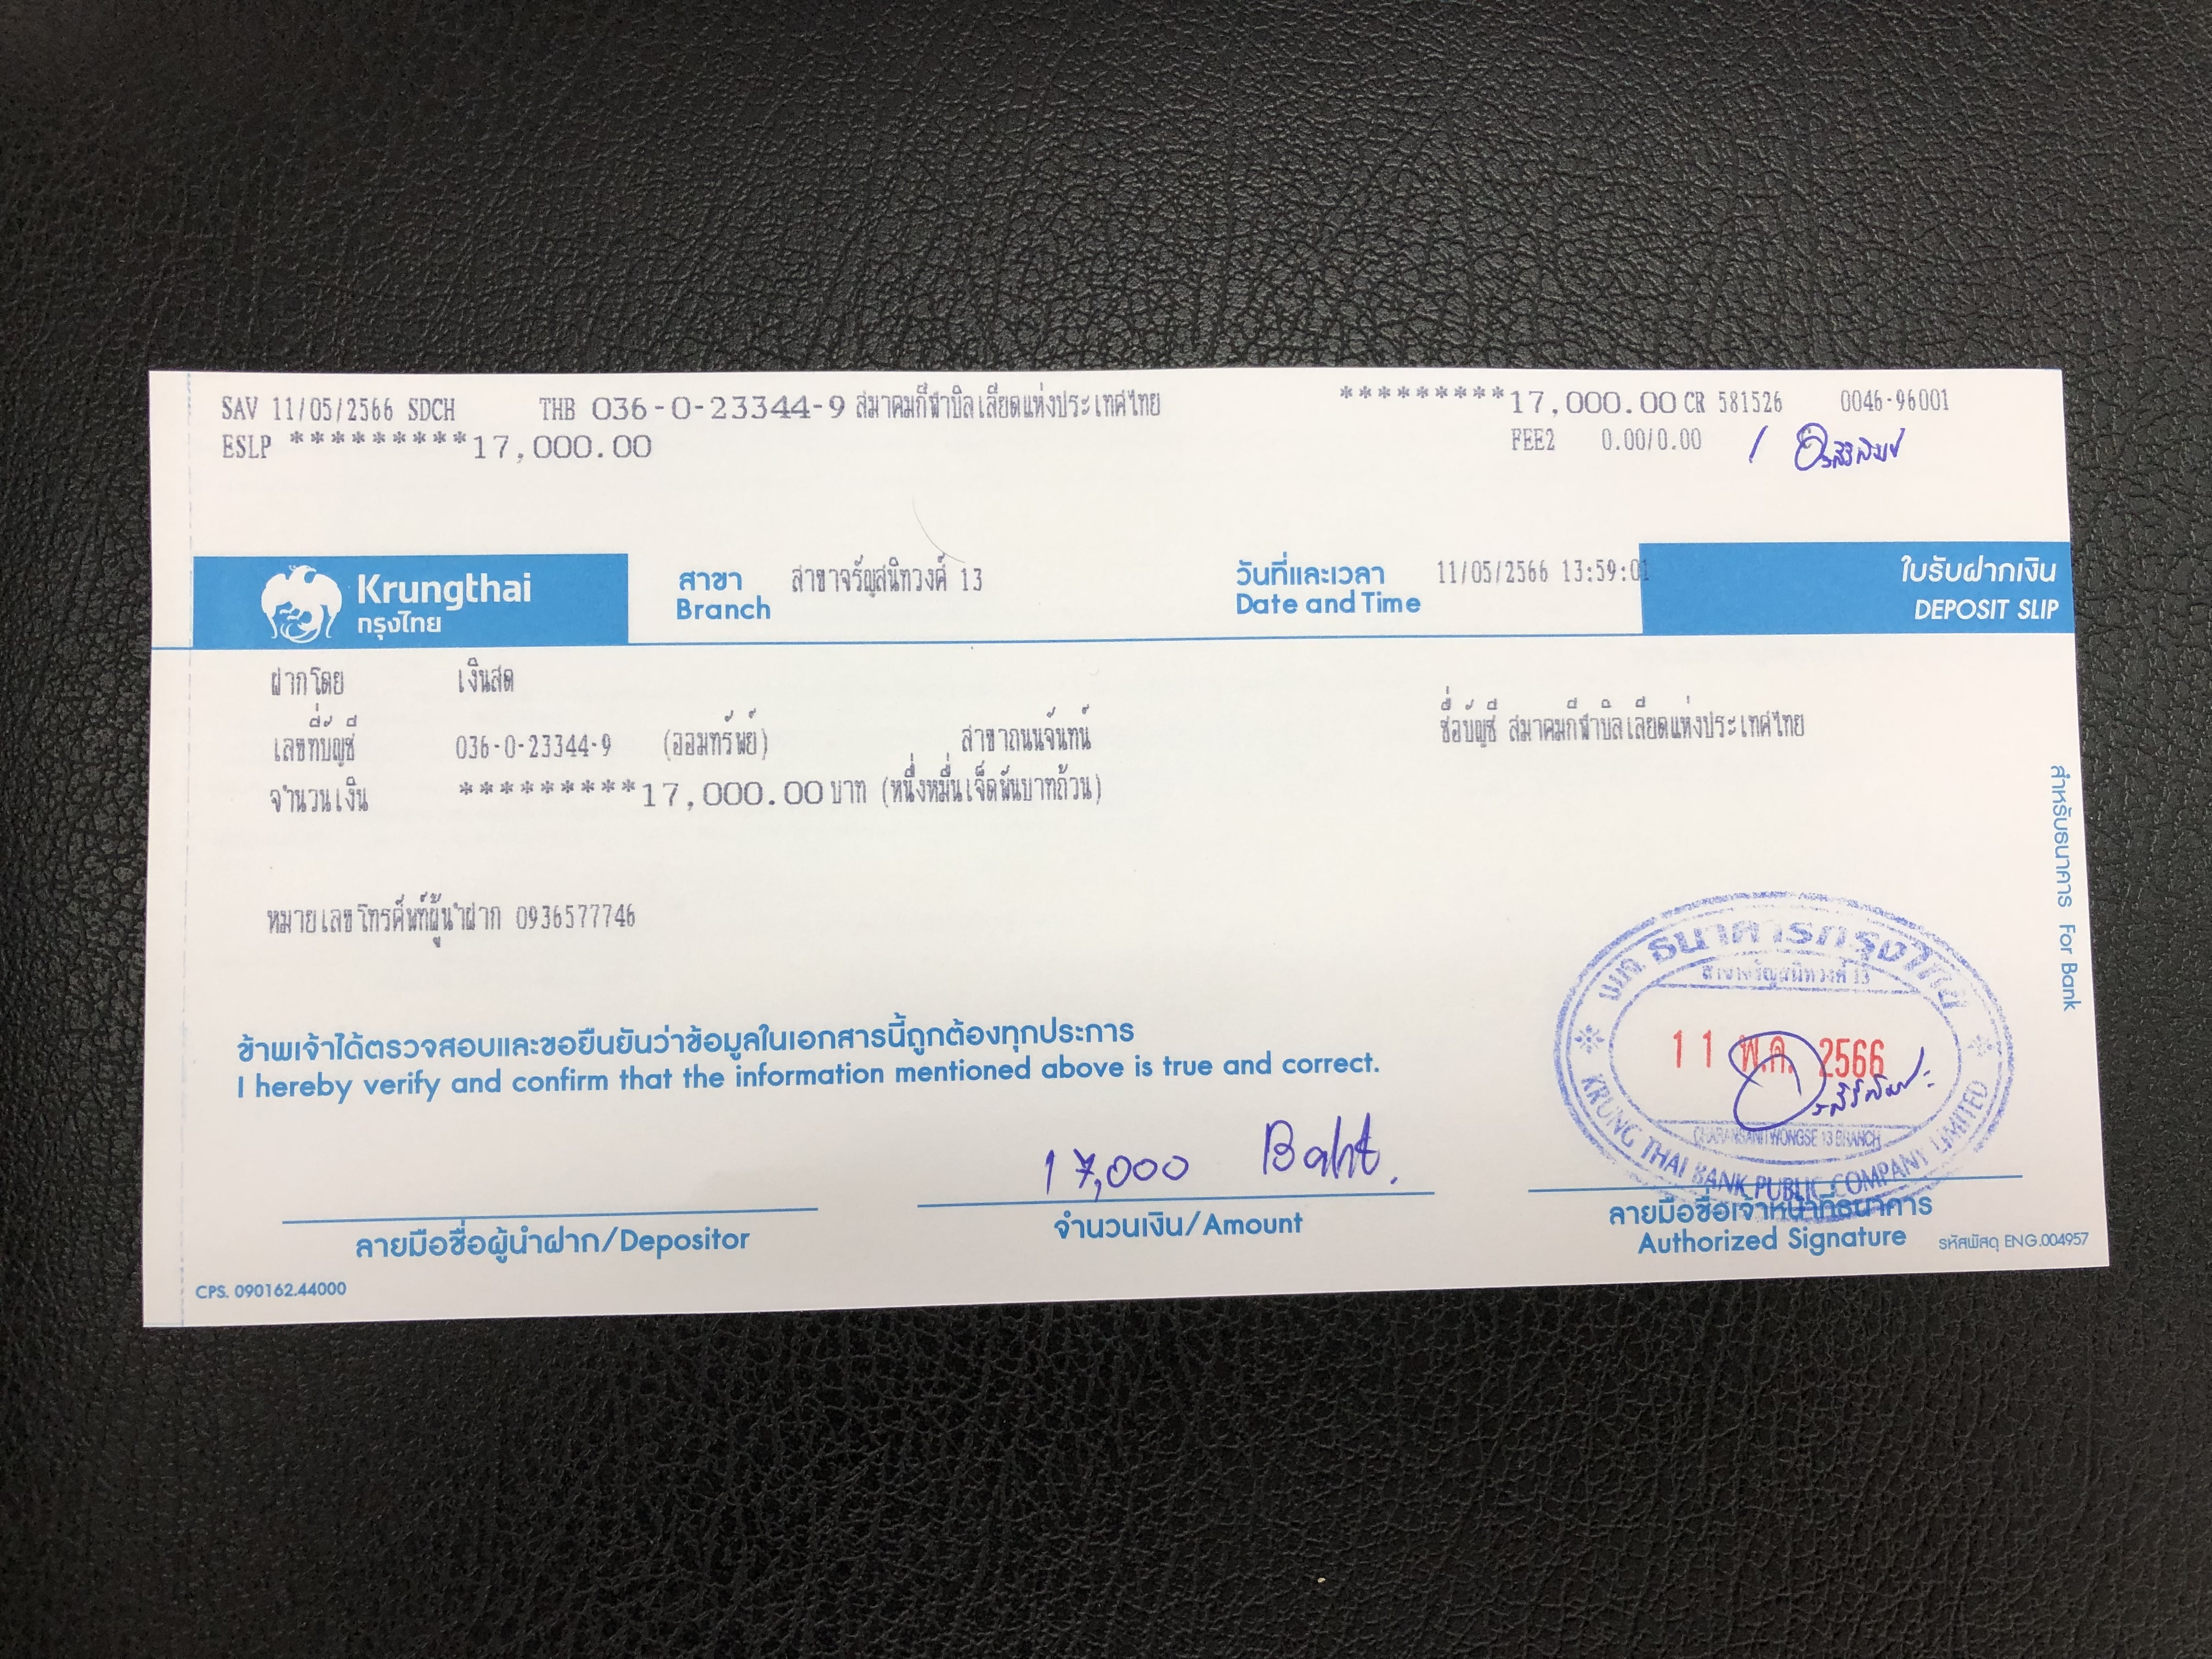 SAV 11/05/2566 SDCH THB 036-0-23344-9 สมาคมกีฬาบิลเลียดแห่งประเทศไทย *********17,000.00 CR 581526 0046-96001
ESLP *********17,000.00 FEE2 0.00/0.00
Krungthai
กรุงไทย
สาขา สาขาจรัญสนิทวงศ์ 13
Branch
วันที่และเวลา 11/05/2566 13:59:01
Date and Time
ใบรับฝากเงิน
DEPOSIT SLIP
ฝากโดย เงินสด
เลขที่บัญชี 036-0-23344-9 (ออมทรัพย์) สาขาถนนจันทน์ ชื่อบัญชี สมาคมกีฬาบิลเลียดแห่งประเทศไทย
จำนวนเงิน *********17,000.00 บาท (หนึ่งหมื่นเจ็ดพันบาทถ้วน)
หมายเลขโทรศัพท์ผู้นำฝาก 0936577746
สำหรับธนาคาร For Bank
ข้าพเจ้าได้ตรวจสอบและขอยืนยันว่าข้อมูลในเอกสารนี้ถูกต้องทุกประการ
I hereby verify and confirm that the information mentioned above is true and correct.
บมจ. ธนาคารกรุงไทย
สาขาจรัญสนิทวงศ์ 13
11 พ.ค. 2566
CHARANSANITWONGSE 13 BRANCH
KRUNG THAI BANK PUBLIC COMPANY LIMITED
17,000 Baht.
ลายมือชื่อผู้นำฝาก/Depositor
จำนวนเงิน/Amount
ลายมือชื่อเจ้าหน้าที่ธนาคาร
Authorized Signature
รหัสพัสดุ ENG.004957
CPS. 090162.44000